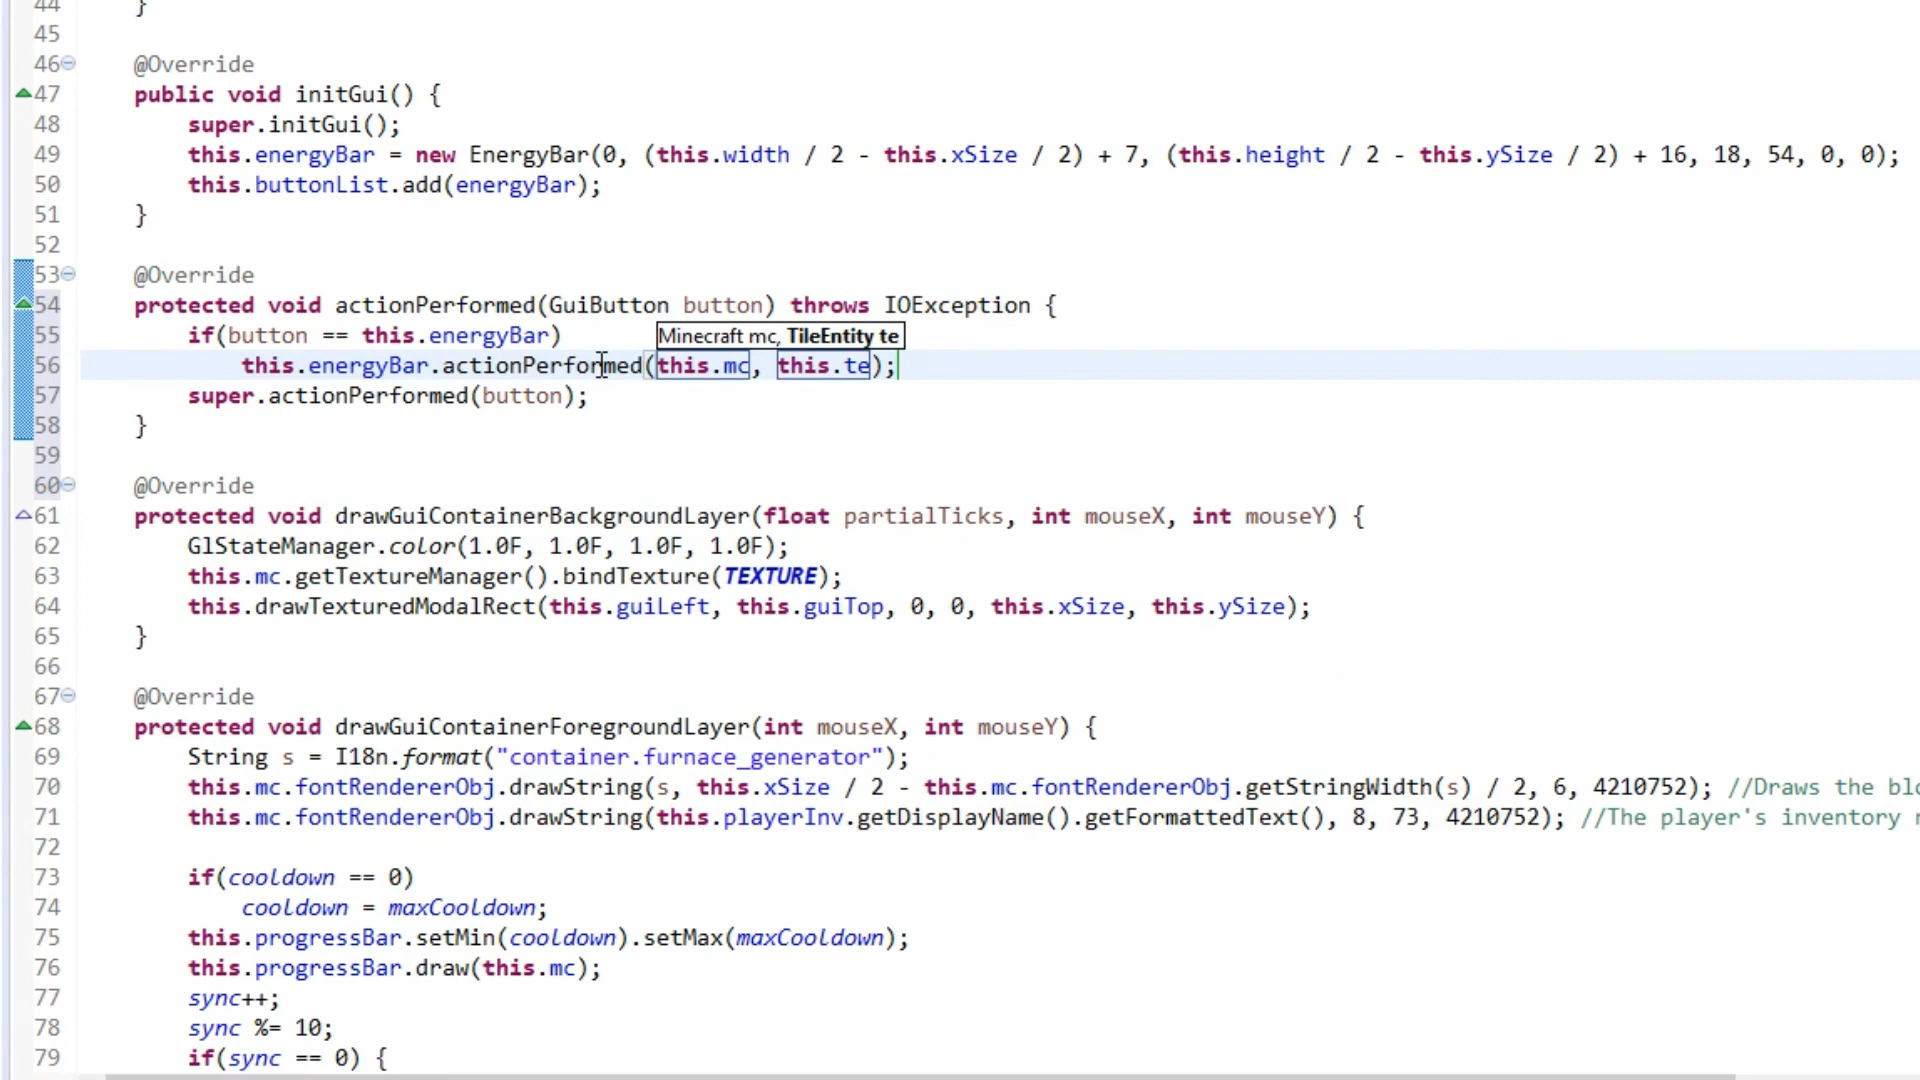 44 }
45
46 @Override
47 public void initGui() {
48 super.initGui();
49 this.energyBar = new EnergyBar(0, (this.width / 2 - this.xSize / 2) + 7, (this.height / 2 - this.ySize / 2) + 16, 18, 54, 0, 0);
50 this.buttonList.add(energyBar);
51 }
52
53 @Override
54 protected void actionPerformed(GuiButton button) throws IOException {
55 if(button == this.energyBar)
Minecraft mc, TileEntity te
56 this.energyBar.actionPerformed(this.mc, this.te);
57 super.actionPerformed(button);
58 }
59
60 @Override
61 protected void drawGuiContainerBackgroundLayer(float partialTicks, int mouseX, int mouseY) {
62 GlStateManager.color(1.0F, 1.0F, 1.0F, 1.0F);
63 this.mc.getTextureManager().bindTexture(TEXTURE);
64 this.drawTexturedModalRect(this.guiLeft, this.guiTop, 0, 0, this.xSize, this.ySize);
65 }
66
67 @Override
68 protected void drawGuiContainerForegroundLayer(int mouseX, int mouseY) {
69 String s = I18n.format("container.furnace_generator");
70 this.mc.fontRendererObj.drawString(s, this.xSize / 2 - this.mc.fontRendererObj.getStringWidth(s) / 2, 6, 4210752); //Draws the
71 this.mc.fontRendererObj.drawString(this.playerInv.getDisplayName().getFormattedText(), 8, 73, 4210752); //The player's inventory
72
73 if(cooldown == 0)
74 cooldown = maxCooldown;
75 this.progressBar.setMin(cooldown).setMax(maxCooldown);
76 this.progressBar.draw(this.mc);
77 sync++;
78 sync %= 10;
79 if(sync == 0) {